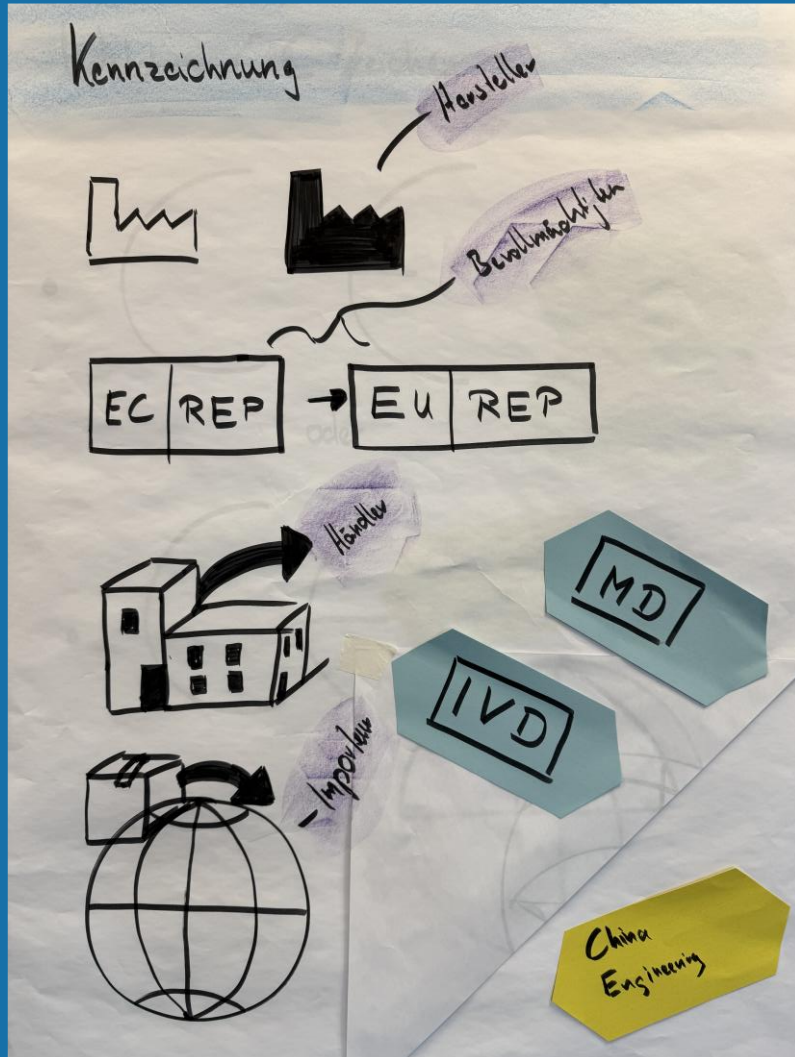 Kennzeichnung
Hersteller
Bevollmächtigten
EC REP → EU REP
Händler
MD
IVD
- Importeur
China
Engineering